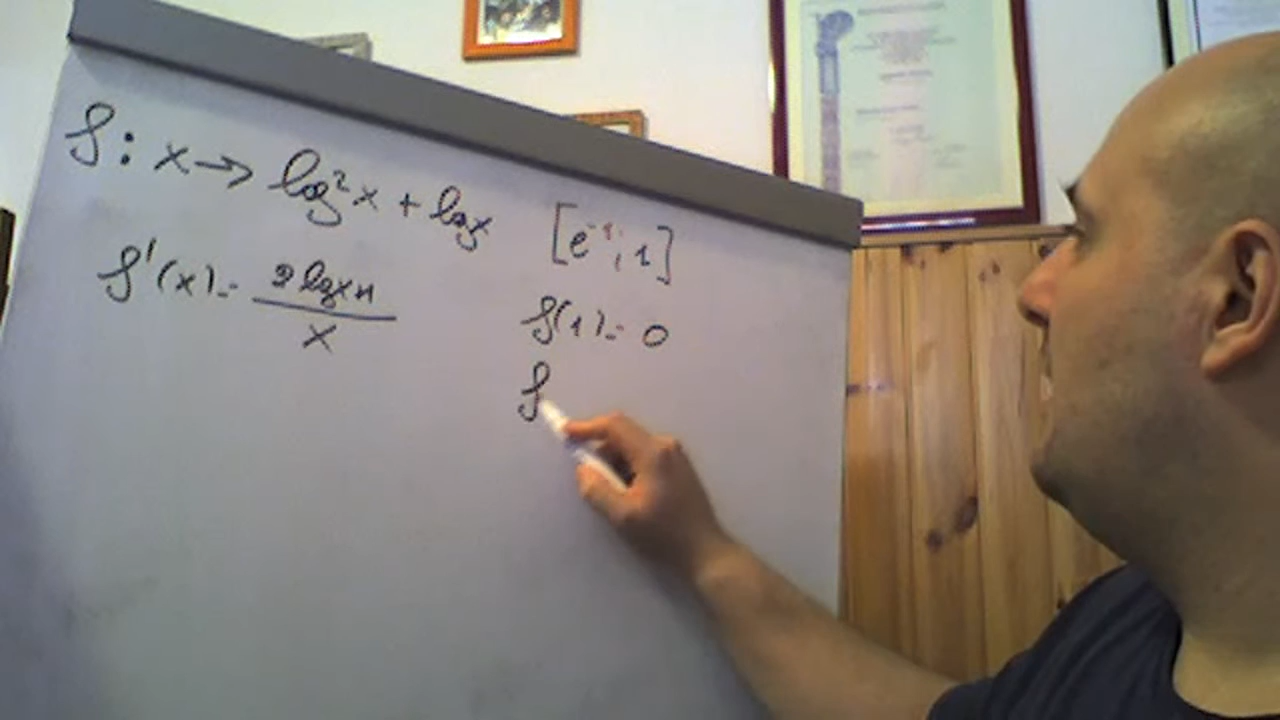 f: x → log²x + logx [e⁻¹; 1]
f'(x) = (2logx+1)/x
f(1) = 0
f